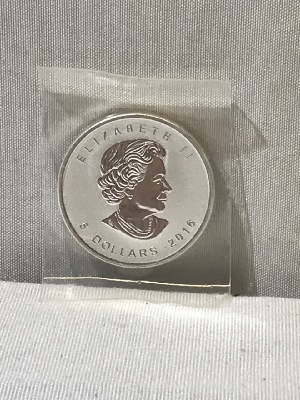 ELIZABETH II
5 DOLLARS 2016